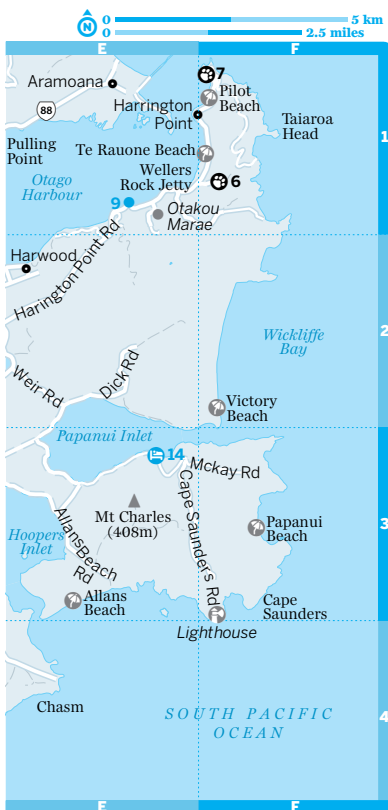 0 5 km
N
0 2.5 miles
E F
7
Aramoana
Pilot
Beach
88
Harrington
Point
Taiaroa
Head
1
Pulling
Point
Te Rauone Beach
Wellers
Rock Jetty
6
Otago
Harbour
9
Otakou
Marae
Harington Point Rd
Harwood
2
Wickliffe
Bay
Dick Rd
Weir Rd
Victory
Beach
Papanui Inlet
14
Mckay Rd
Cape Saunders Rd
Mt Charles
(408m)
3
Papanui
Beach
AllansBeach
Rd
Hoopers
Inlet
Allans
Beach
Cape
Saunders
Lighthouse
Chasm
SOUTH PACIFIC
OCEAN
4
E F